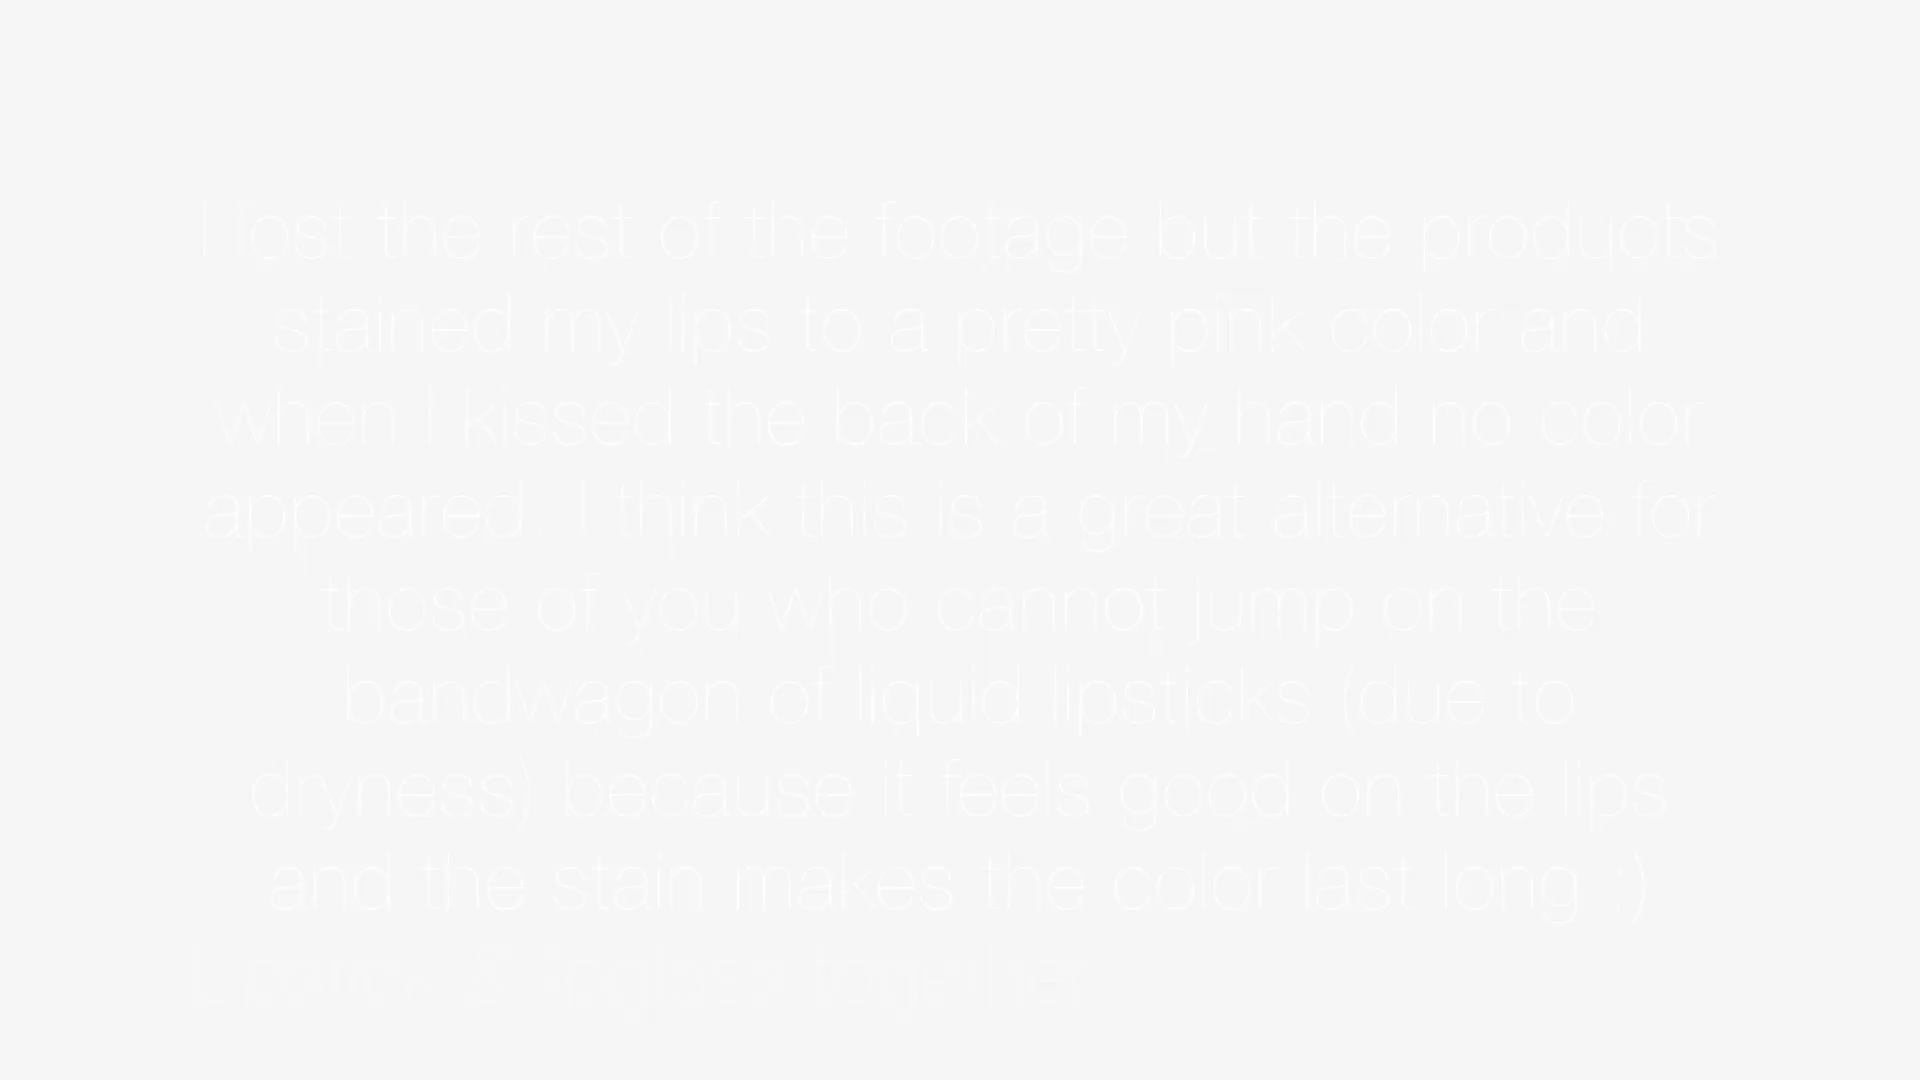 I lost the rest of the footage but the products
stained my lips to a pretty pink color and
when I kissed the back of my hand no color
appeared. I think this is a great alternative for
those of you who cannot jump on the
bandwagon of liquid lipsticks (due to
dryness) because it feels good on the lips
and the stain makes the color last long :)
Lipstick & lipgloss together